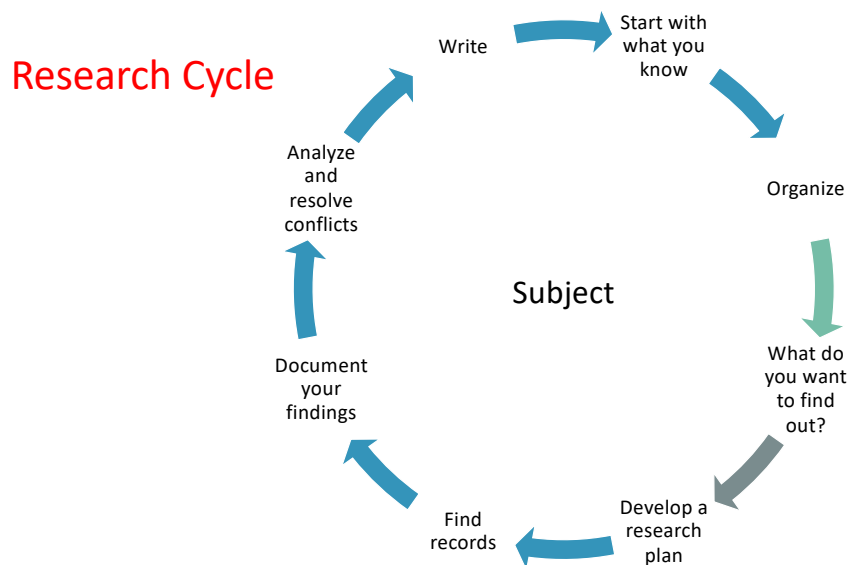 Research Cycle
Start with
what you
know
Organize
What do
you want
to find
out?
Develop a
research
plan
Find
records
Document
your
findings
Analyze
and
resolve
conflicts
Write
Subject